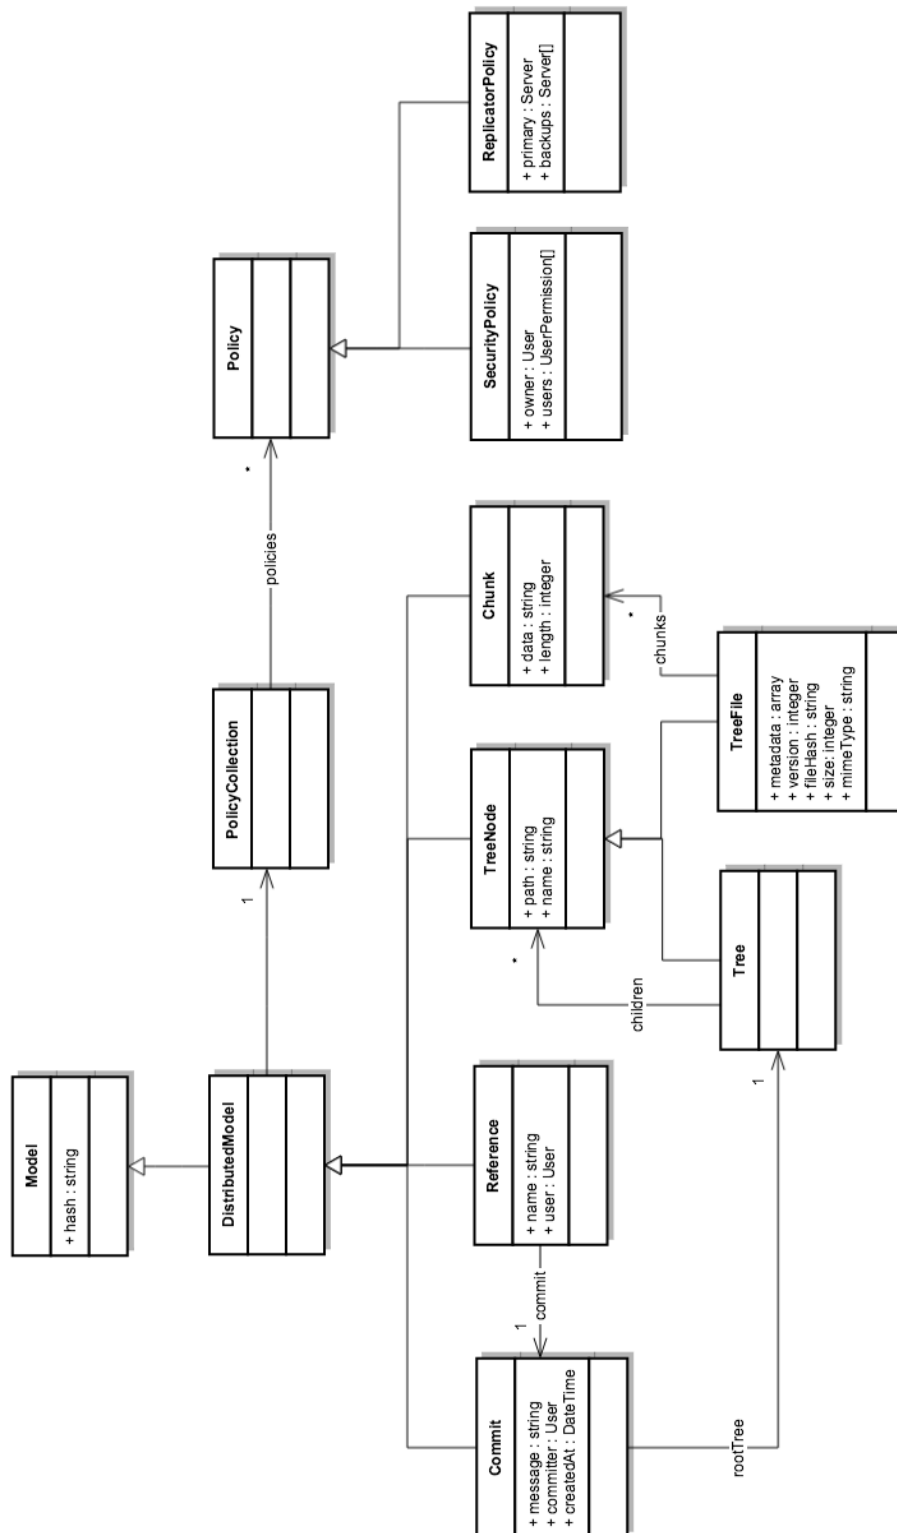 Model
+ hash : string
DistributedModel
1
PolicyCollection
policies
*
Policy
Commit
+ message : string
+ committer : User
+ createdAt : DateTime
1
commit
Reference
+ name : string
+ user : User
TreeNode
+ path : string
+ name : string
Chunk
+ data : string
+ length : integer
SecurityPolicy
+ owner : User
+ users : UserPermission[]
ReplicatorPolicy
+ primary : Server
+ backups : Server[]
rootTree
1
children
*
Tree
chunks
*
TreeFile
+ metadata : array
+ version : integer
+ fileHash : string
+ size: integer
+ mimeType : string